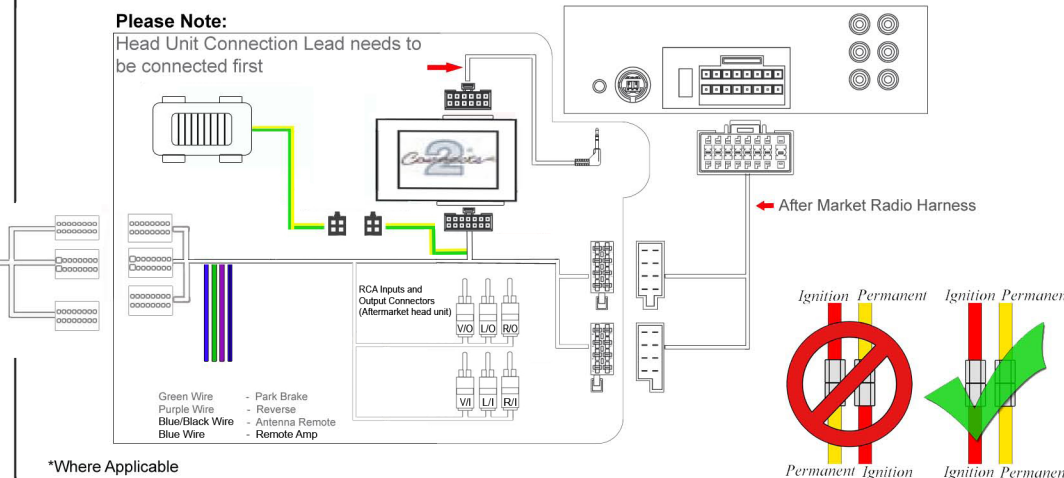 Please Note:
Head Unit Connection Lead needs to
be connected first
Connects
2
After Market Radio Harness
RCA Inputs and
Output Connectors
(Aftermarket head unit)
V/O L/O R/O
V/I L/I R/I
Green Wire - Park Brake
Purple Wire - Reverse
Blue/Black Wire - Antenna Remote
Blue Wire - Remote Amp
*Where Applicable
Ignition Permanent
Permanent Ignition
Ignition Permanent
Ignition Permanent